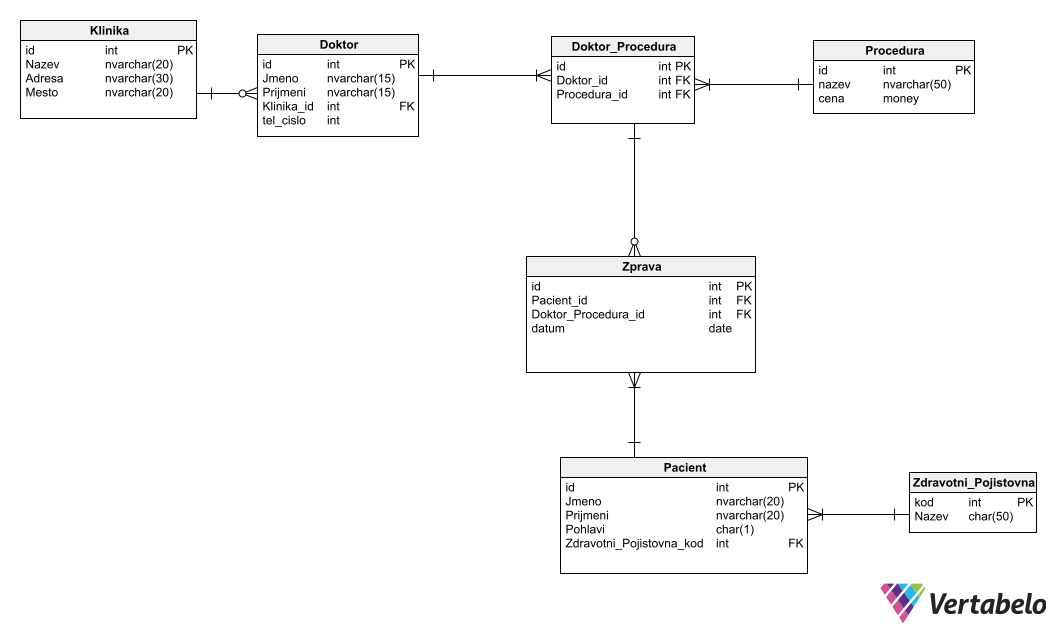 Klinika
id int PK
Nazev nvarchar(20)
Adresa nvarchar(30)
Mesto nvarchar(20)
Doktor
id int PK
Jmeno nvarchar(15)
Prijmeni nvarchar(15)
Klinika_id int FK
tel_cislo int
Doktor_Procedura
id int PK
Doktor_id int FK
Procedura_id int FK
Procedura
id int PK
nazev nvarchar(50)
cena money
Zprava
id int PK
Pacient_id int FK
Doktor_Procedura_id int FK
datum date
Pacient
id int PK
Jmeno nvarchar(20)
Prijmeni nvarchar(20)
Pohlavi char(1)
Zdravotni_Pojistovna_kod int FK
Zdravotni_Pojistovna
kod int PK
Nazev char(50)
Vertabelo